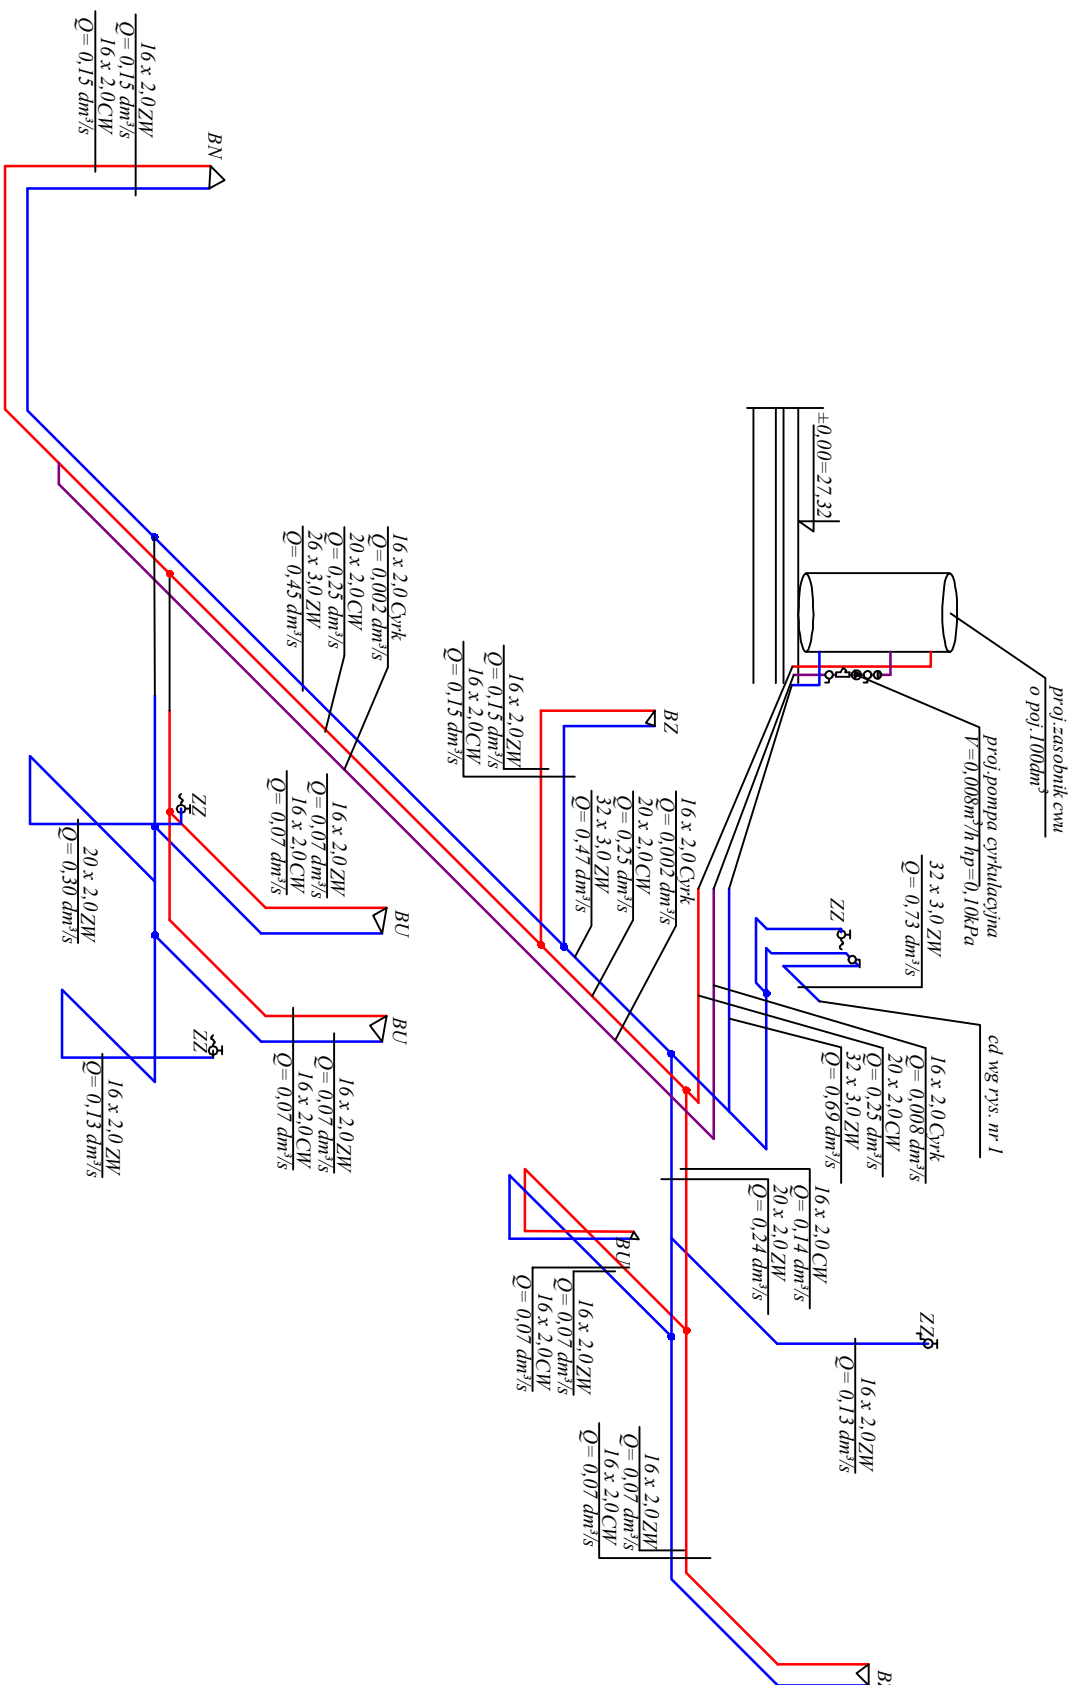 proj.zasobnik cwu
o poj.100dm³
proj.pompa cyrkulacyjna
V=0,008m³/h hp=0,10kPa
±0,00=27,32
cd wg rys. nr 1
32 x 3,0 ZW
Q= 0,73 dm³/s
ZZ
16 x 2,0 Cyrk
Q= 0,008 dm³/s
20 x 2,0CW
Q= 0,25 dm³/s
32 x 3,0 ZW
Q= 0,69 dm³/s
ZZ
16 x 2,0ZW
Q= 0,13 dm³/s
16 x 2,0CW
Q= 0,14 dm³/s
20 x 2,0 ZW
Q= 0,24 dm³/s
BZ
16 x 2,0ZW
Q= 0,15 dm³/s
16 x 2,0CW
Q= 0,15 dm³/s
16 x 2,0 Cyrk
Q= 0,002 dm³/s
20 x 2,0CW
Q= 0,25 dm³/s
32 x 3,0 ZW
Q= 0,47 dm³/s
BU
16 x 2,0ZW
Q= 0,07 dm³/s
16 x 2,0CW
Q= 0,07 dm³/s
16 x 2,0ZW
Q= 0,07 dm³/s
16 x 2,0CW
Q= 0,07 dm³/s
16 x 2,0 Cyrk
Q= 0,002 dm³/s
20 x 2,0CW
Q= 0,25 dm³/s
26 x 3,0 ZW
Q= 0,45 dm³/s
BN
16 x 2,0ZW
Q= 0,15 dm³/s
16 x 2,0CW
Q= 0,15 dm³/s
BU
16 x 2,0ZW
Q= 0,07 dm³/s
16 x 2,0CW
Q= 0,07 dm³/s
BU
16 x 2,0ZW
Q= 0,07 dm³/s
16 x 2,0CW
Q= 0,07 dm³/s
ZZ
20 x 2,0ZW
Q= 0,30 dm³/s
ZZ
16 x 2,0ZW
Q= 0,13 dm³/s